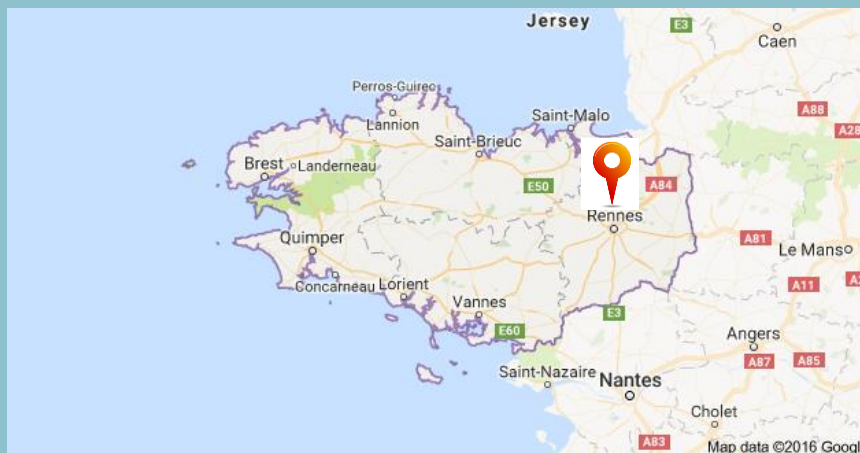 Jersey
E3
Caen
Perros-Guirec
A88
Lannion
Saint-Malo
A28
Saint-Brieuc
Brest
Landerneau
E50
A84
Rennes
Quimper
A81
Le Mans
Concarneau
Lorient
A11
Vannes
E3
E60
Angers
A87
A85
Saint-Nazaire
Nantes
Cholet
A83
Map data ©2016 Googl